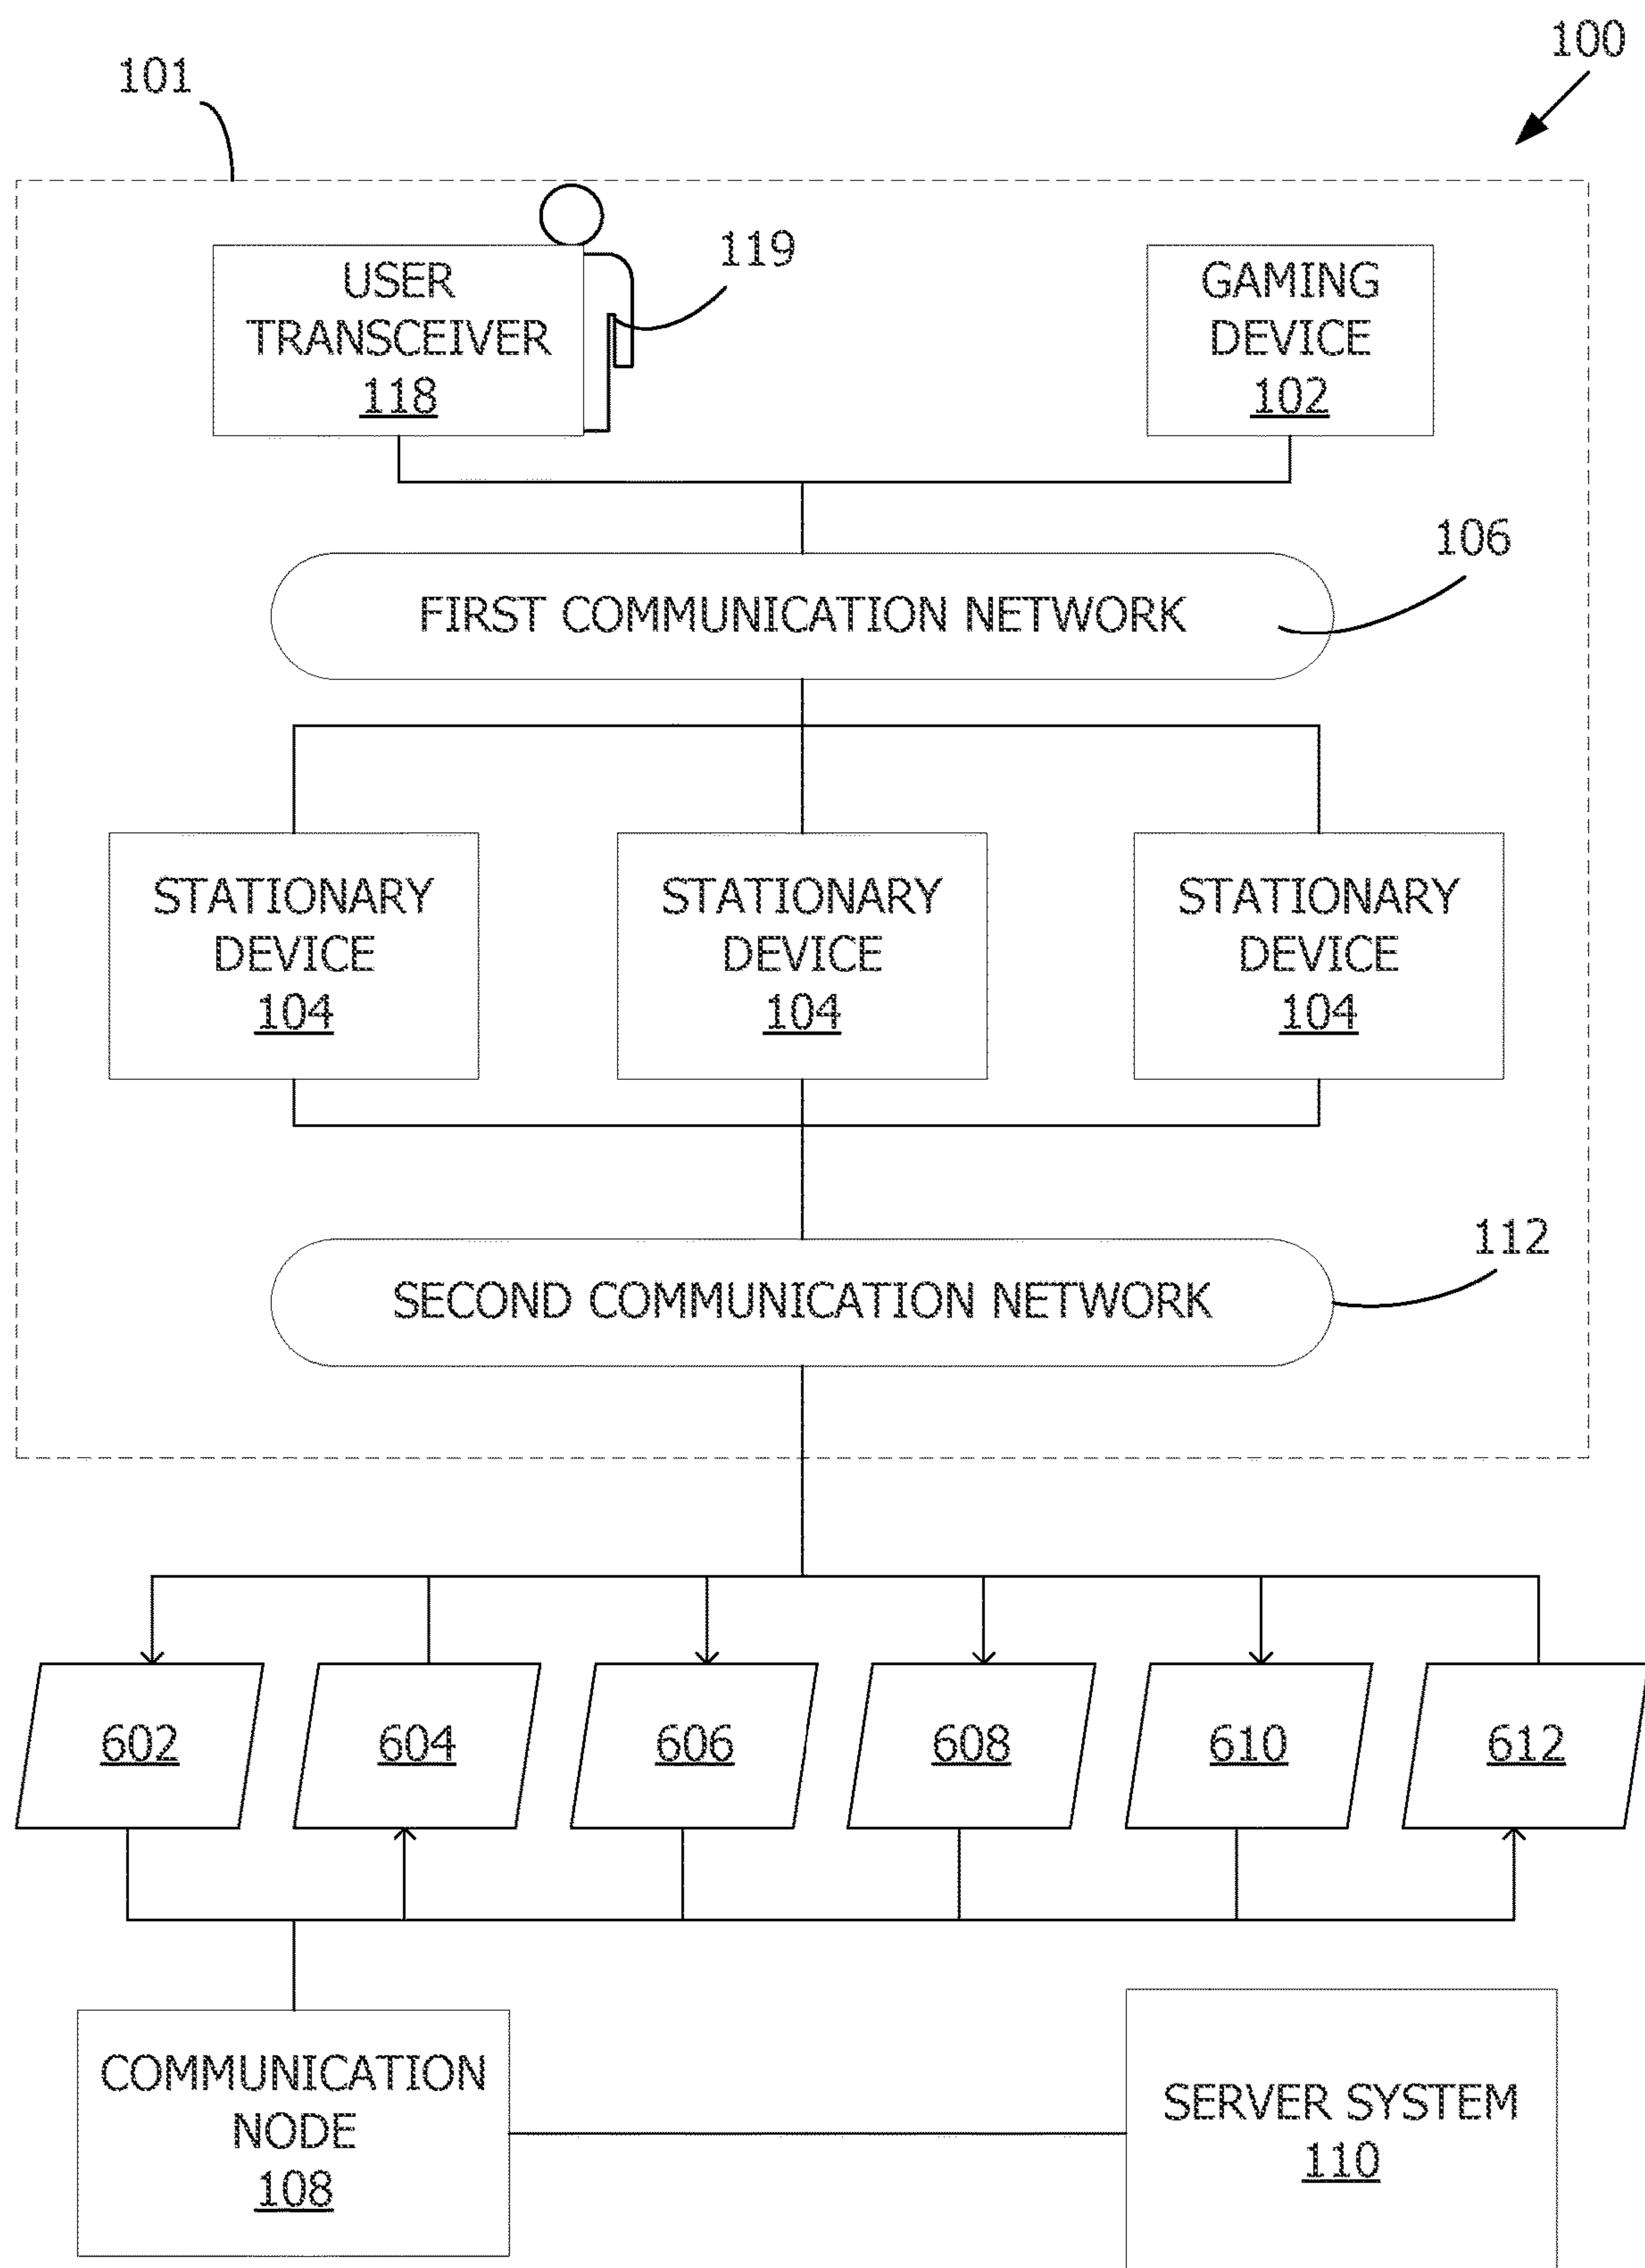 100
101
119
USER
TRANSCEIVER
118
GAMING
DEVICE
102
106
FIRST COMMUNICATION NETWORK
STATIONARY
DEVICE
104
STATIONARY
DEVICE
104
STATIONARY
DEVICE
104
112
SECOND COMMUNICATION NETWORK
602
604
606
608
610
612
COMMUNICATION
NODE
108
SERVER SYSTEM
110